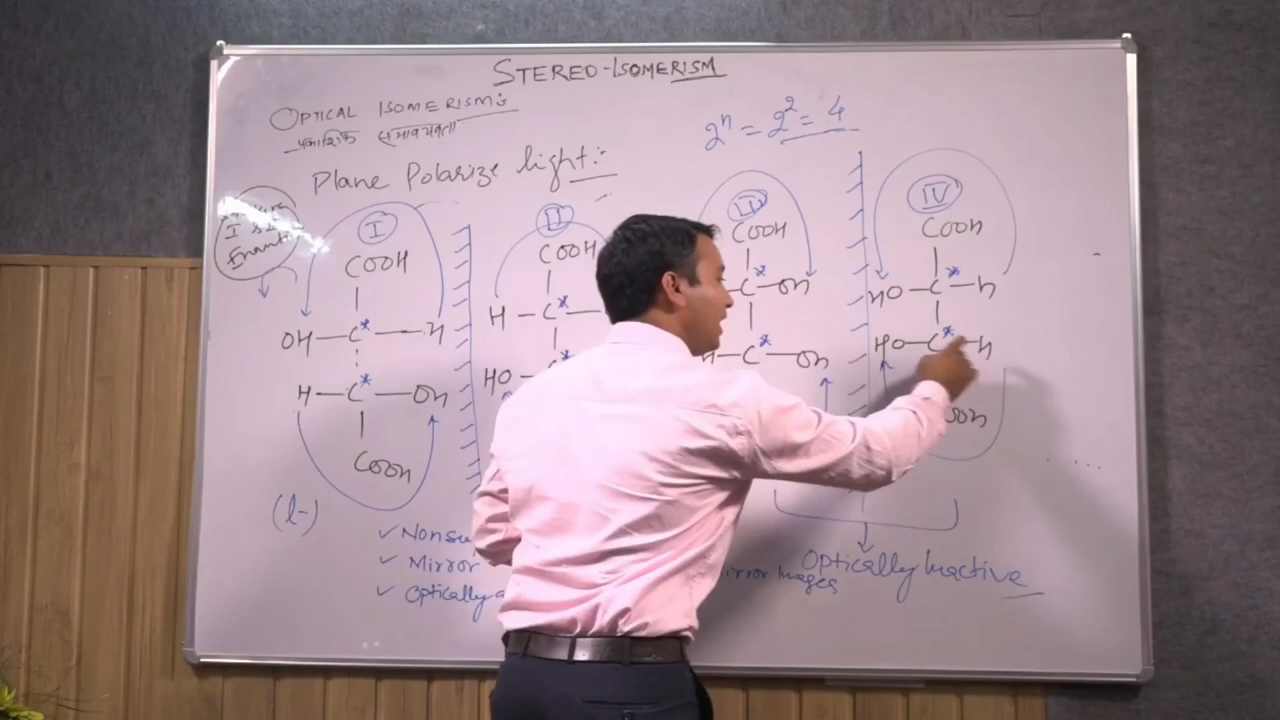 STEREO-ISOMERISM
OPTICAL ISOMERISM:
प्रकाशिक समावयवता
2ⁿ = 2² = 4
Plane Polarize light:-
I
COOH
OH—C*—H
H—C*—OH
COOH
(l-)
II
COOH
H—C*—
HO—
III
COOH
C*—OH
H—C*—OH
IV
COOH
HO—C*—H
HO—C*—H
COOH
✓ Mirror
✓ Optically
Mirror Images
Optically Inactive